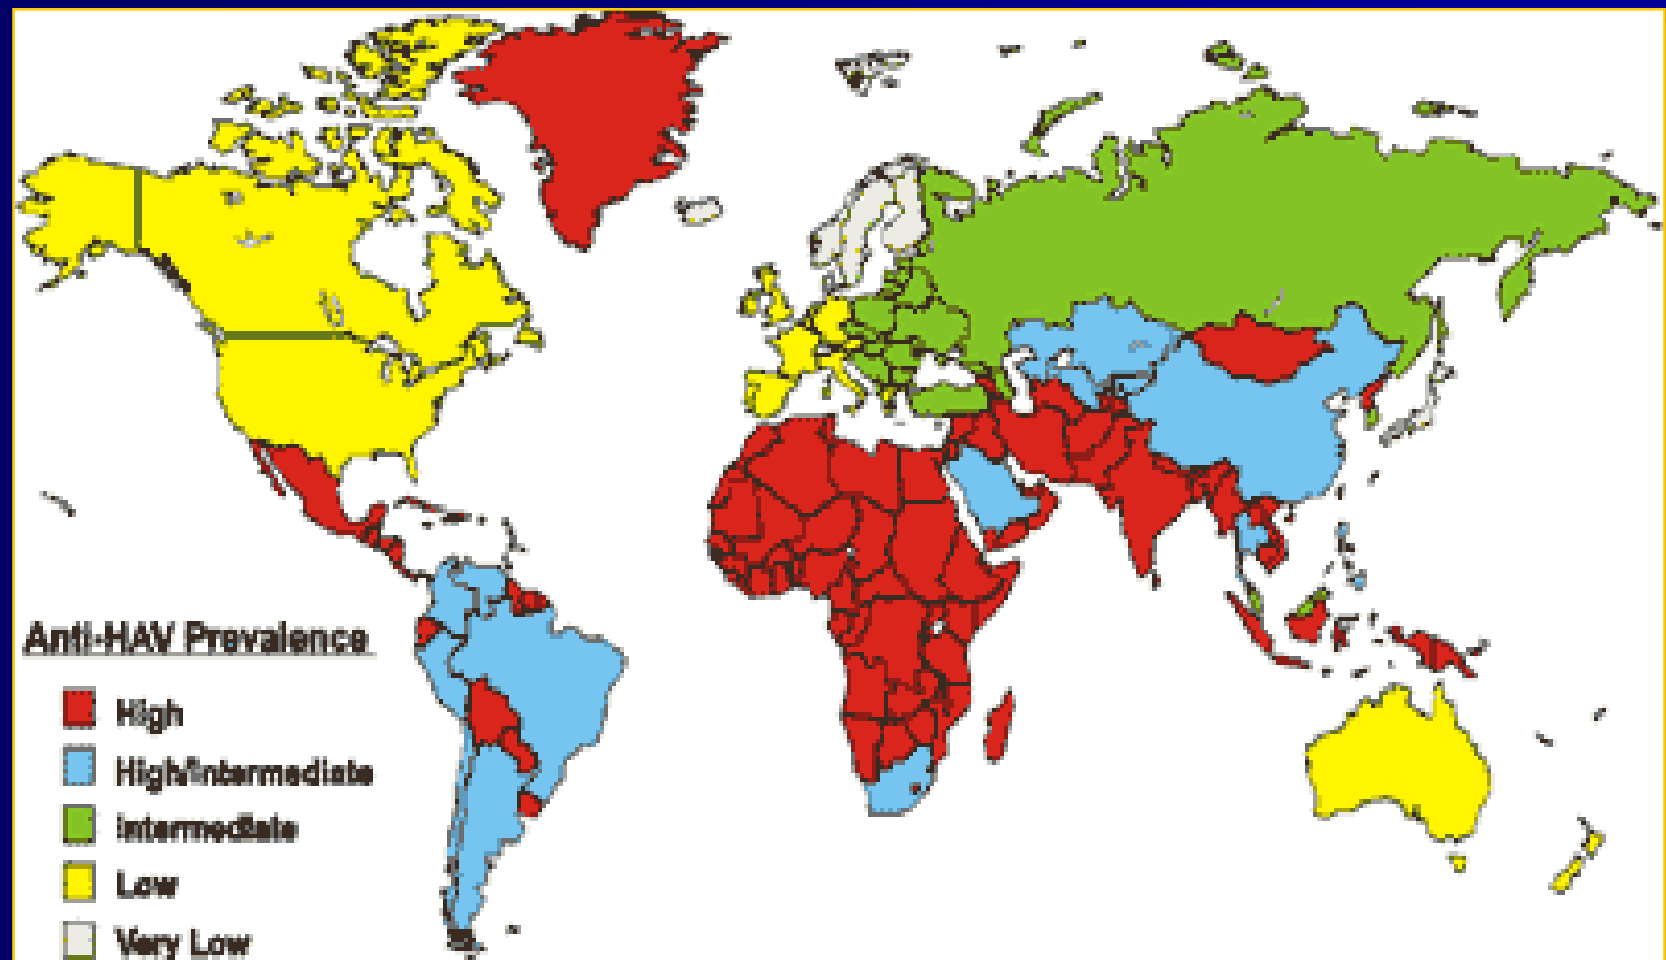 Anti-HAV Prevalence
High
High/Intermediate
Intermediate
Low
Very Low